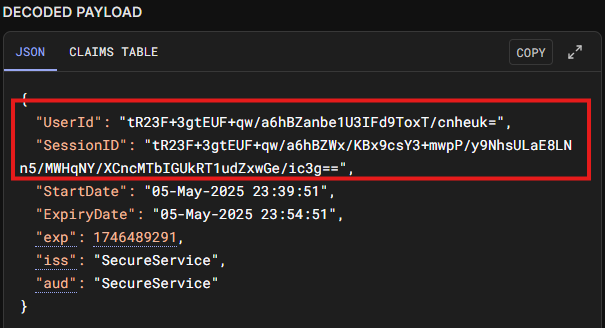 DECODED PAYLOAD
JSON CLAIMS TABLE COPY
{
"UserId": "tR23F+3gtEUF+qw/a6hBZanbe1U3IFd9ToxT/cnheuk=",
"SessionID": "tR23F+3gtEUF+qw/a6hBZWx/KBx9csY3+mwpP/y9NhsULaE8LN
n5/MWHqNY/XCncMTbIGUkRT1udZxwGe/ic3g==",
"StartDate": "05-May-2025 23:39:51",
"ExpiryDate": "05-May-2025 23:54:51",
"exp": 1746489291,
"iss": "SecureService",
"aud": "SecureService"
}